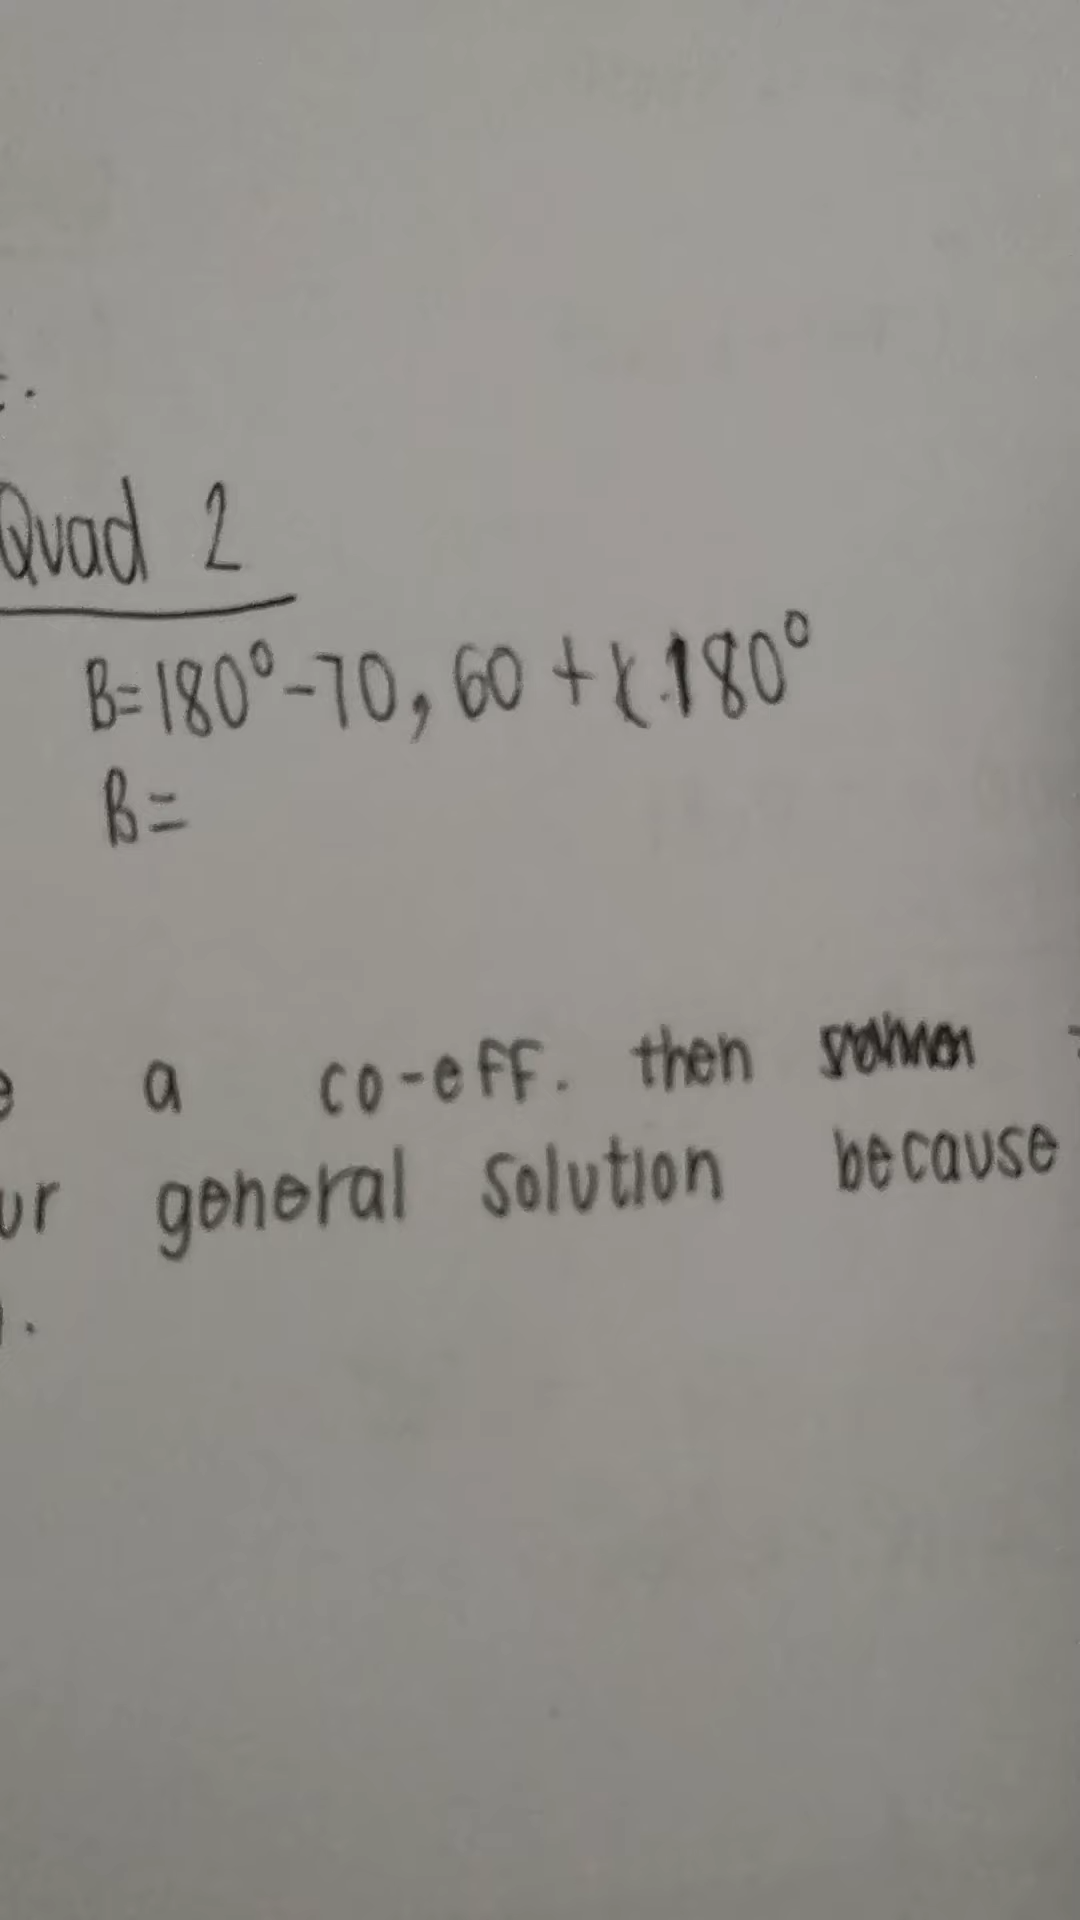 Quad 2
B=180°-70,60+k.180°
B=
a co-eff. then
ur general solution because